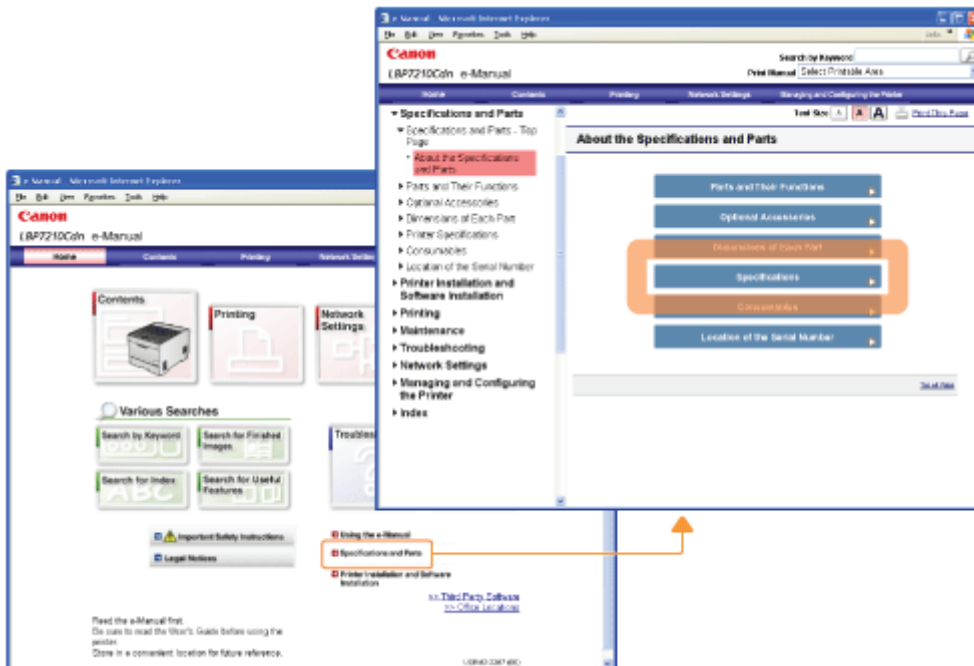 e-Manual - Microsoft Internet Explorer
File Edit View Favorites Tools Help
Links
Canon
LBP7210Cdn e-Manual
Search by Keyword
Print Manual Select Printable Area
Home Contents Printing Network Settings Managing and Configuring the Printer
Text Size A A A Print This Page
Specifications and Parts
Specifications and Parts - Top
Page
About the Specifications
and Parts
Parts and Their Functions
Optional Accessories
Dimensions of Each Part
Printer Specifications
Consumables
Location of the Serial Number
Printer Installation and
Software Installation
Printing
Maintenance
Troubleshooting
Network Settings
Managing and Configuring
the Printer
Index
About the Specifications and Parts
Parts and Their Functions
Optional Accessories
Dimensions of Each Part
Specifications
Consumables
Location of the Serial Number
Top of Page
e-Manual - Microsoft Internet Explorer
File Edit View Favorites Tools Help
Canon
LBP7210Cdn e-Manual
Home Contents Printing Network Setting
Contents
Printing
Network
Settings
Various Searches
Search by Keyword
Search for Finished
Images
Search for Index
ABC
Search for Useful
Features
Troubles
Important Safety Instructions
Legal Notices
Using the e-Manual
Specifications and Parts
Printer Installation and Software
Installation
>> Third Party Software
>> Office Locations
Read the e-Manual first.
Be sure to read the User's Guide before using the
printer.
Store in a convenient location for future reference.